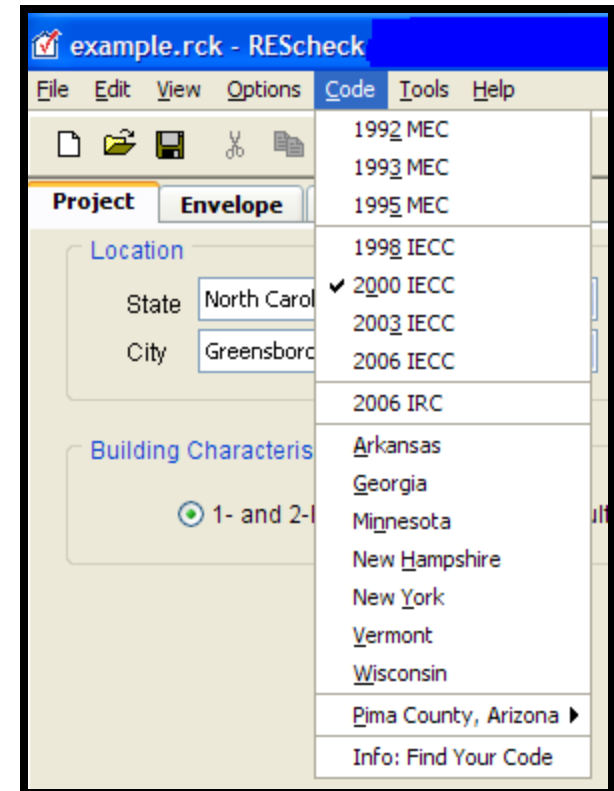 example.rck - REScheck
File Edit View Options Code Tools Help
Project Envelope
Location
State North Carol
City Greensboro
Building Characteris
1- and 2-
1992 MEC
1993 MEC
1995 MEC
1998 IECC
2000 IECC
2003 IECC
2006 IECC
2006 IRC
Arkansas
Georgia
Minnesota
New Hampshire
New York
Vermont
Wisconsin
Pima County, Arizona
Info: Find Your Code